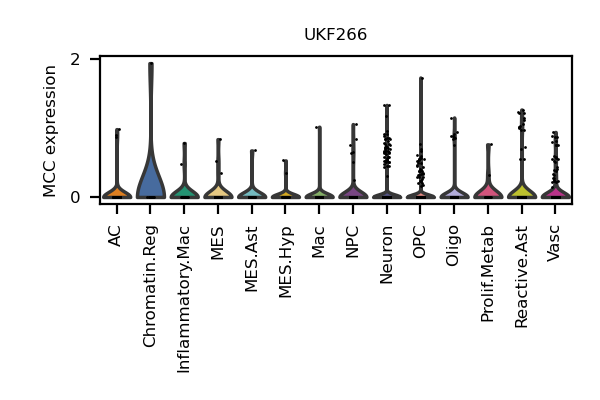 UKF266
MCC expression
2
0
AC
Chromatin.Reg
Inflammatory.Mac
MES
MES.Ast
MES.Hyp
Mac
NPC
Neuron
OPC
Oligo
Prolif.Metab
Reactive.Ast
Vasc